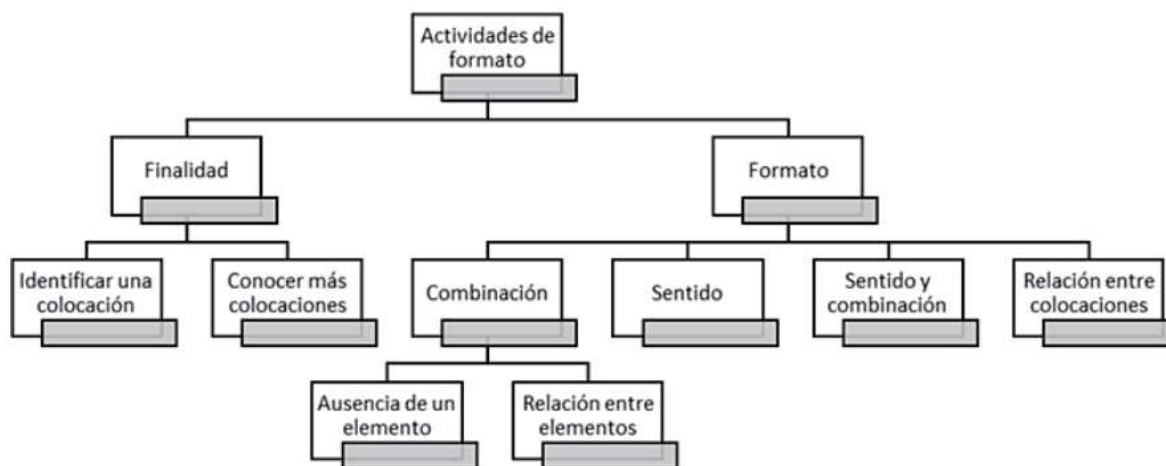 Actividades de
formato
Finalidad
Formato
Identificar una
colocación
Conocer más
colocaciones
Combinación
Sentido
Sentido y
combinación
Relación entre
colocaciones
Ausencia de un
elemento
Relación entre
elementos